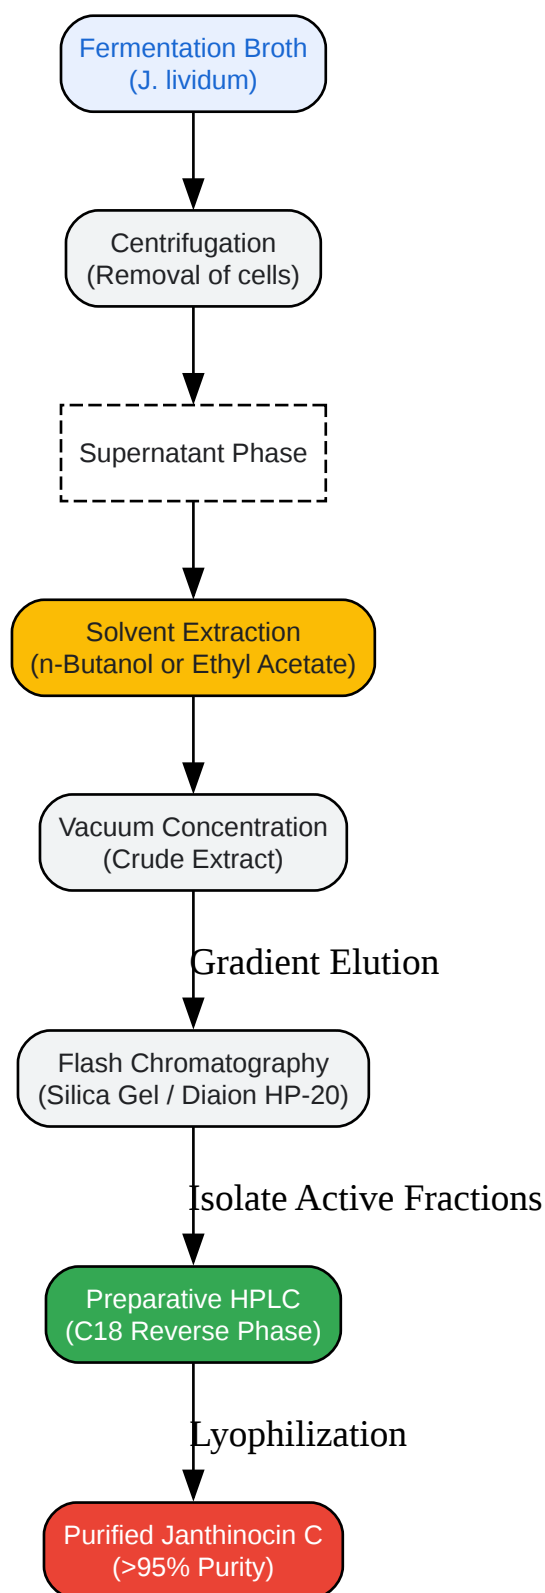 Fermentation Broth
(J. lividum)
Centrifugation
(Removal of cells)
Supernatant Phase
Solvent Extraction
(n-Butanol or Ethyl Acetate)
Vacuum Concentration
(Crude Extract)
Gradient Elution
Flash Chromatography
(Silica Gel / Diaion HP-20)
Isolate Active Fractions
Preparative HPLC
(C18 Reverse Phase)
Lyophilization
Purified Janthinocin C
(>95% Purity)